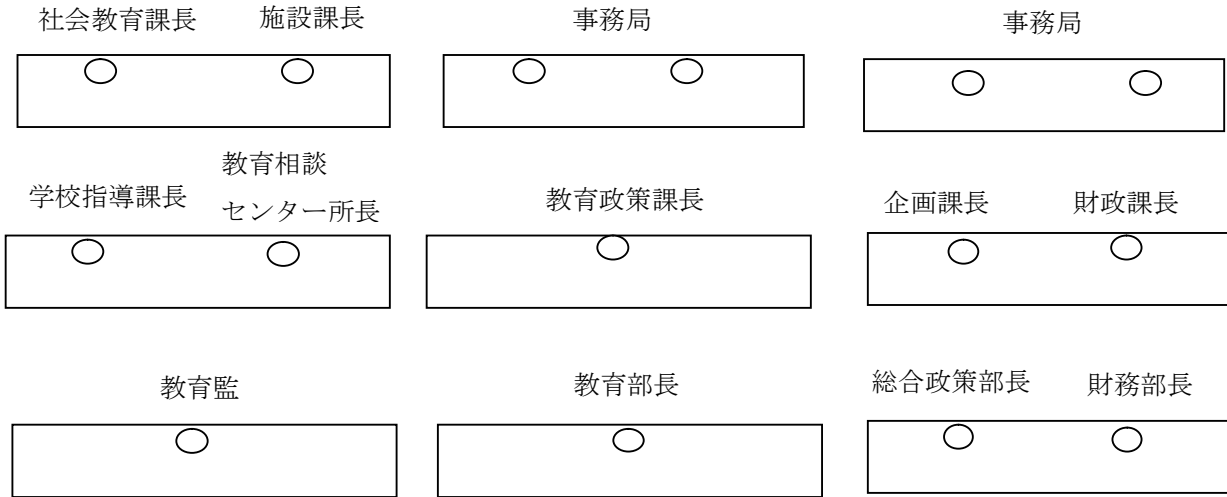 社会教育課長 施設課長 事務局 事務局
教育相談
学校指導課長 センター所長 教育政策課長 企画課長 財政課長
教育監 教育部長 総合政策部長 財務部長